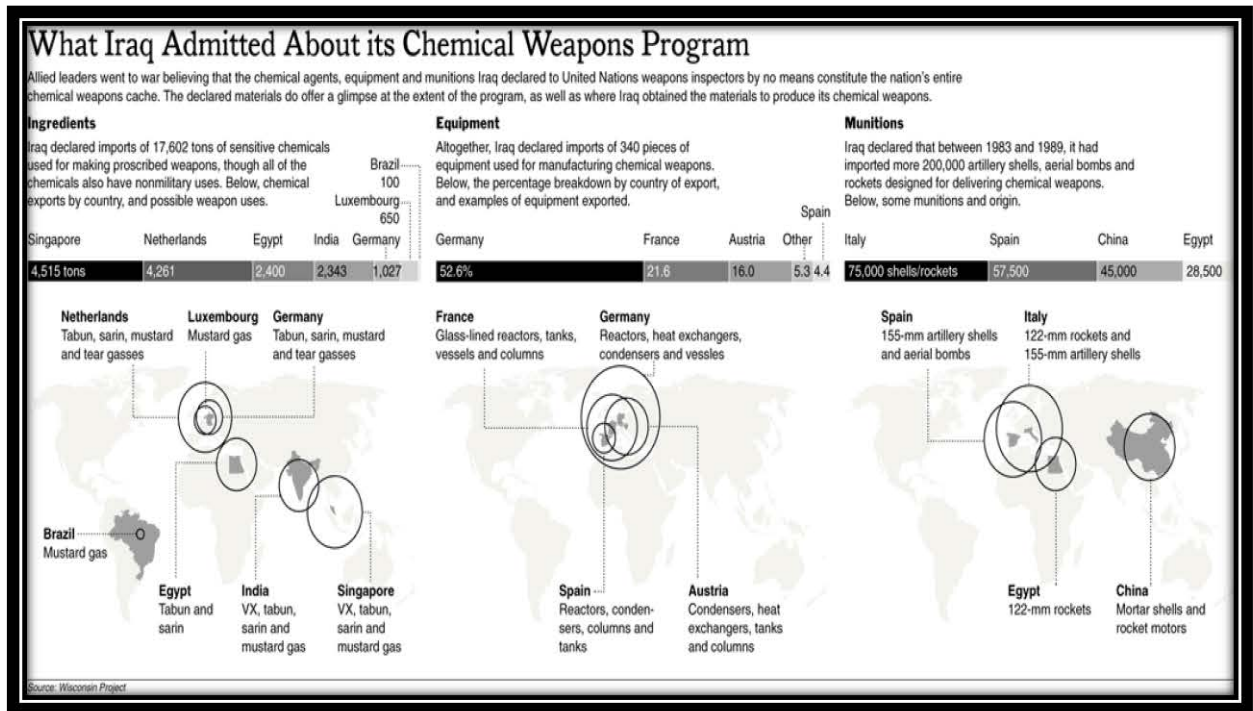 What Iraq Admitted About its Chemical Weapons Program
Allied leaders went to war believing that the chemical agents, equipment and munitions Iraq declared to United Nations weapons inspectors by no means constitute the nation's entire
chemical weapons cache. The declared materials do offer a glimpse at the extent of the program, as well as where Iraq obtained the materials to produce its chemical weapons.
Ingredients
Iraq declared imports of 17,602 tons of sensitive chemicals
used for making proscribed weapons, though all of the
chemicals also have nonmilitary uses. Below, chemical
exports by country, and possible weapon uses.
Brazil
100
Luxembourg
650
Singapore Netherlands Egypt India Germany
4,515 tons 4,261 2,400 2,343 1,027
Netherlands
Tabun, sarin, mustard
and tear gasses
Luxembourg
Mustard gas
Germany
Tabun, sarin, mustard
and tear gasses
Brazil
Mustard gas
Egypt
Tabun and
sarin
India
VX, tabun,
sarin and
mustard gas
Singapore
VX, tabun,
sarin and
mustard gas
Equipment
Altogether, Iraq declared imports of 340 pieces of
equipment used for manufacturing chemical weapons.
Below, the percentage breakdown by country of export,
and examples of equipment exported.
Spain
Germany France Austria Other
52.6% 21.6 16.0 5.3 4.4
France
Glass-lined reactors, tanks,
vessels and columns
Germany
Reactors, heat exchangers,
condensers and vessles
Spain
Reactors, conden-
sers, columns and
tanks
Austria
Condensers, heat
exchangers, tanks
and columns
Munitions
Iraq declared that between 1983 and 1989, it had
imported more 200,000 artillery shells, aerial bombs and
rockets designed for delivering chemical weapons.
Below, some munitions and origin.
Italy Spain China Egypt
75,000 shells/rockets 57,500 45,000 28,500
Spain
155-mm artillery shells
and aerial bombs
Italy
122-mm rockets and
155-mm artillery shells
Egypt
122-mm rockets
China
Mortar shells and
rocket motors
Source: Wisconsin Project